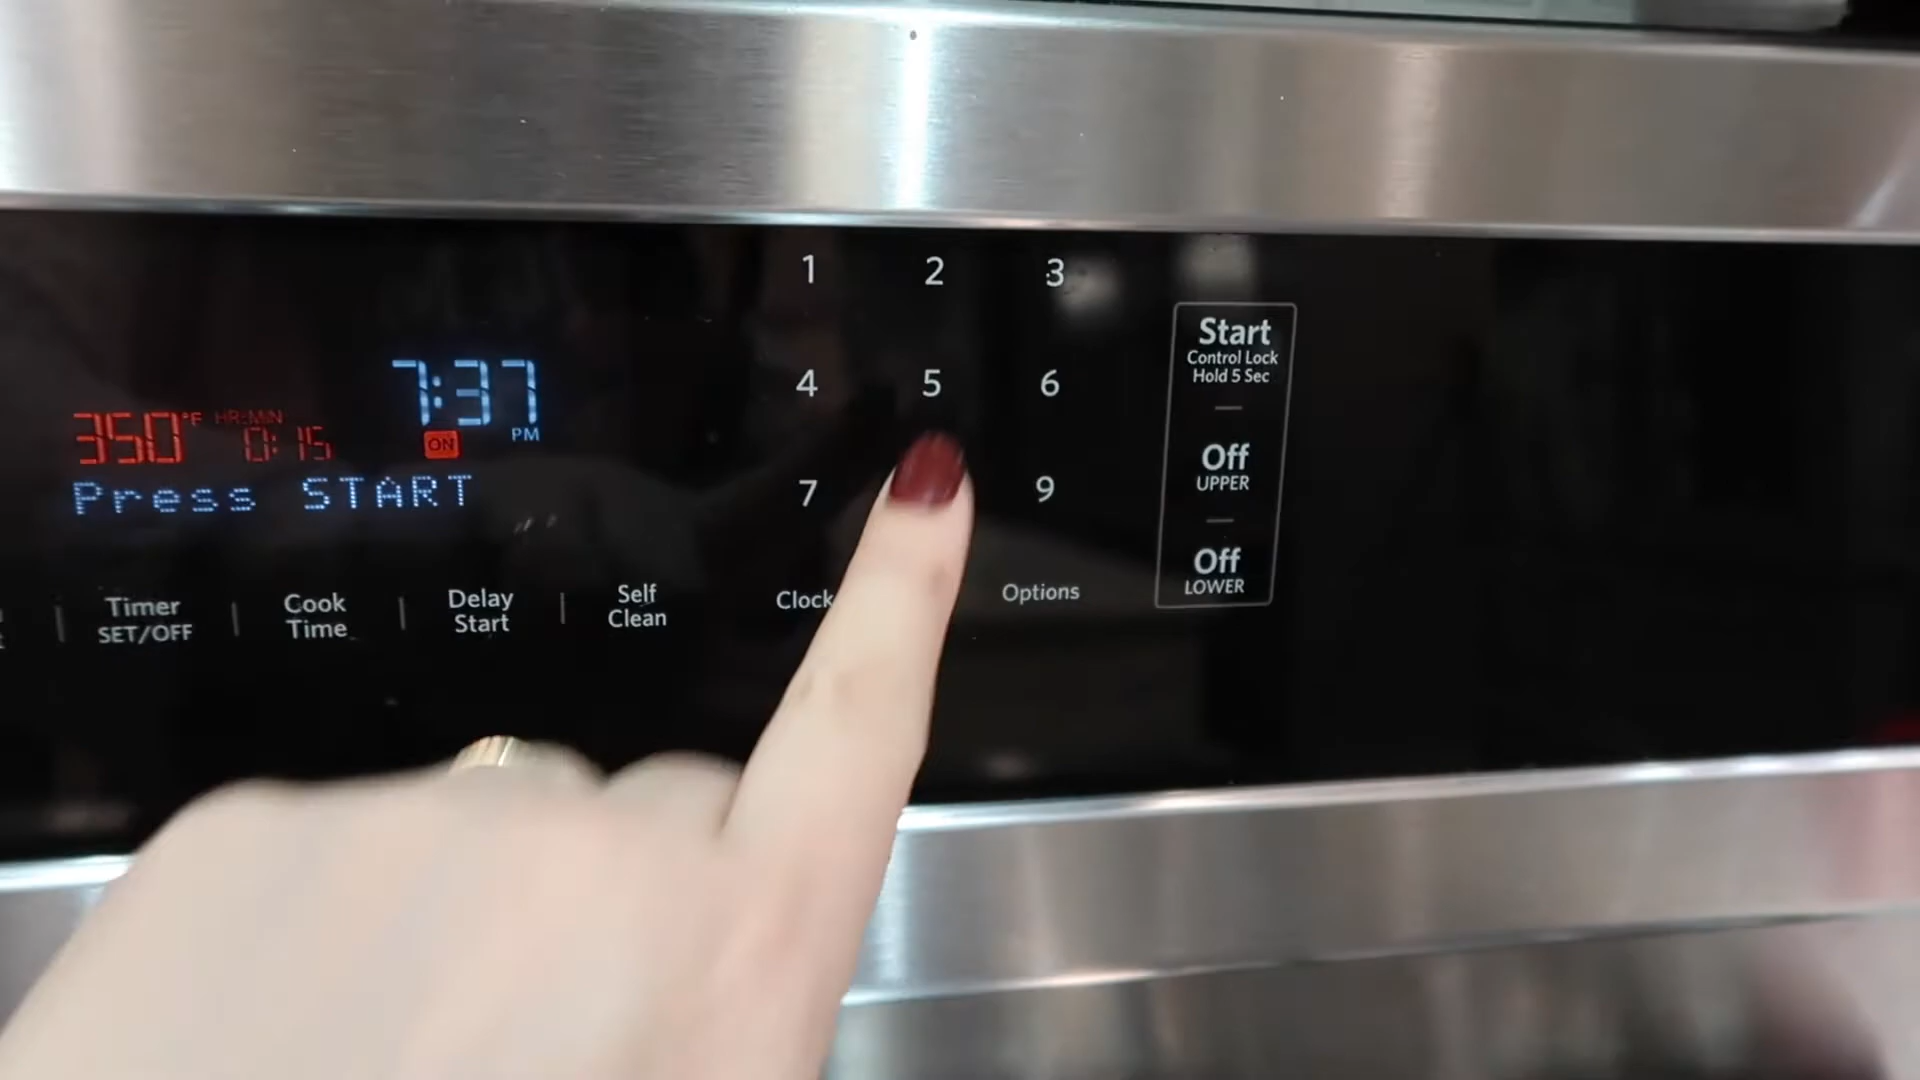 7:37
PM
350°F
HR:MIN
0:15
ON
Press START
Timer
SET/OFF
Cook
Time
Delay
Start
Self
Clean
1 2 3
4 5 6
7 9
Clock
Options
Start
Control Lock
Hold 5 Sec
Off
UPPER
Off
LOWER